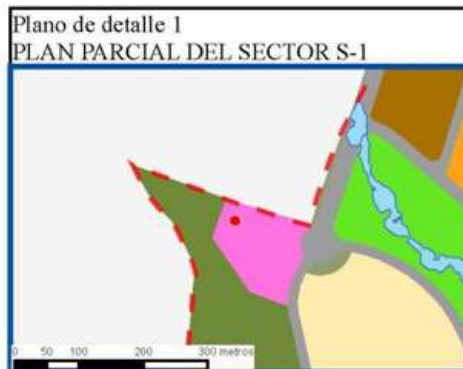 Plano de detalle 1
PLAN PARCIAL DEL SECTOR S-1
0 50 100 200 300 metros